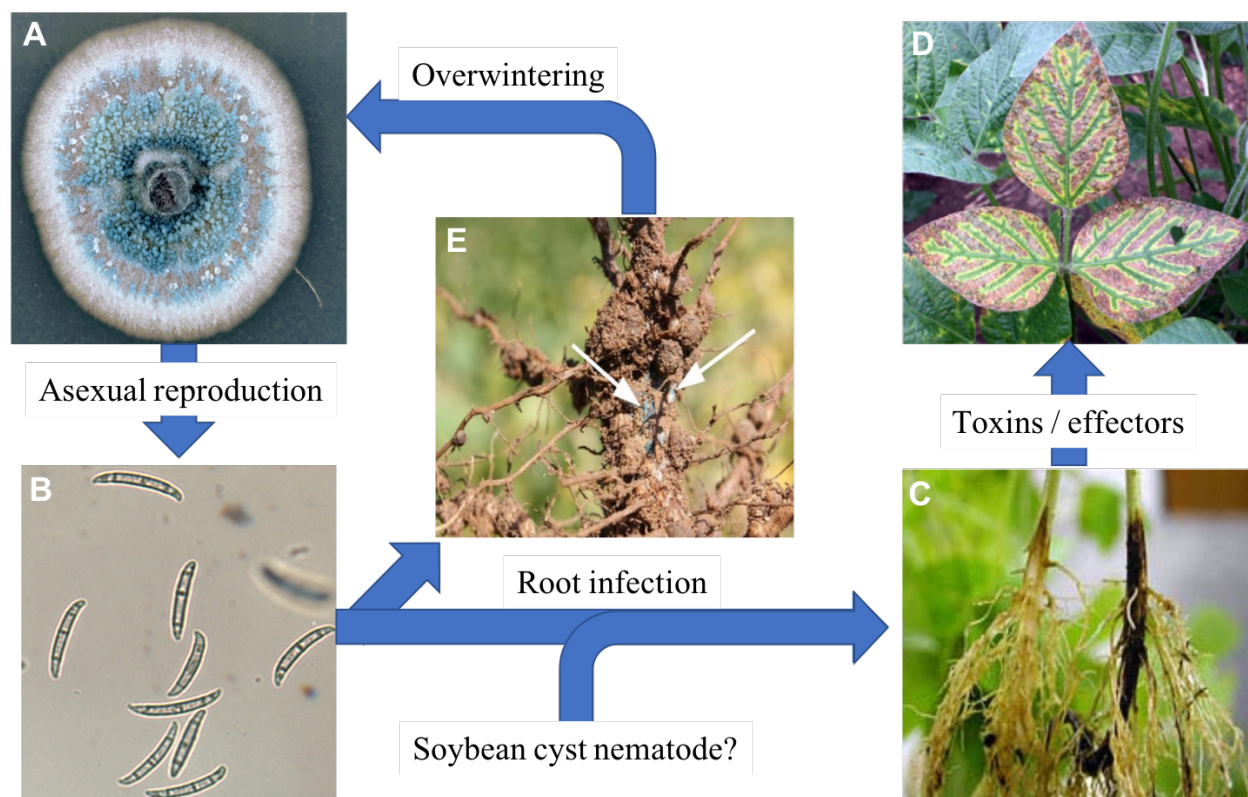 A
Overwintering
D
E
Asexual reproduction
Toxins / effectors
B
C
Root infection
Soybean cyst nematode?